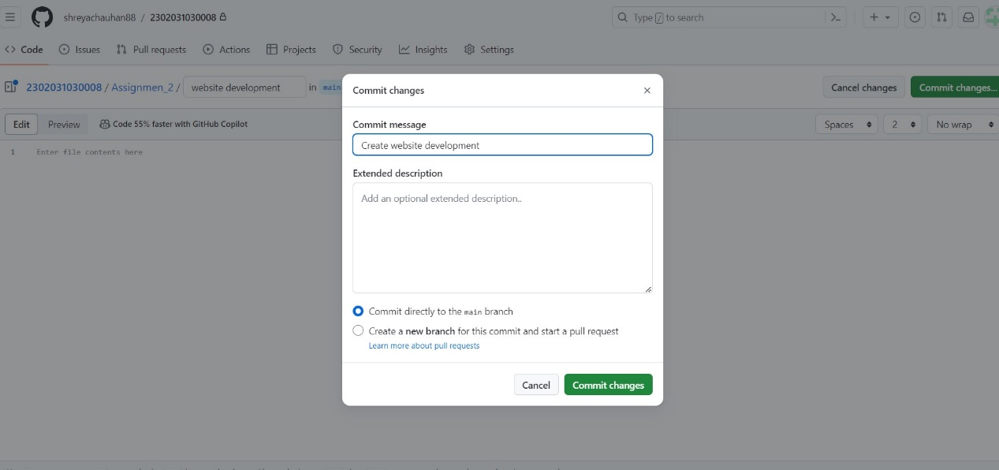 shreyachauhan88 / 2302031030008
Type / to search
Code Issues Pull requests Actions Projects Security Insights Settings
2302031030008 / Assignmen_2 / website development in main
Cancel changes Commit changes...
Edit Preview Code 55% faster with GitHub Copilot
Spaces 2 No wrap
1 Enter file contents here
Commit changes
Commit message
Create website development
Extended description
Add an optional extended description..
Commit directly to the main branch
Create a new branch for this commit and start a pull request
Learn more about pull requests
Cancel Commit changes